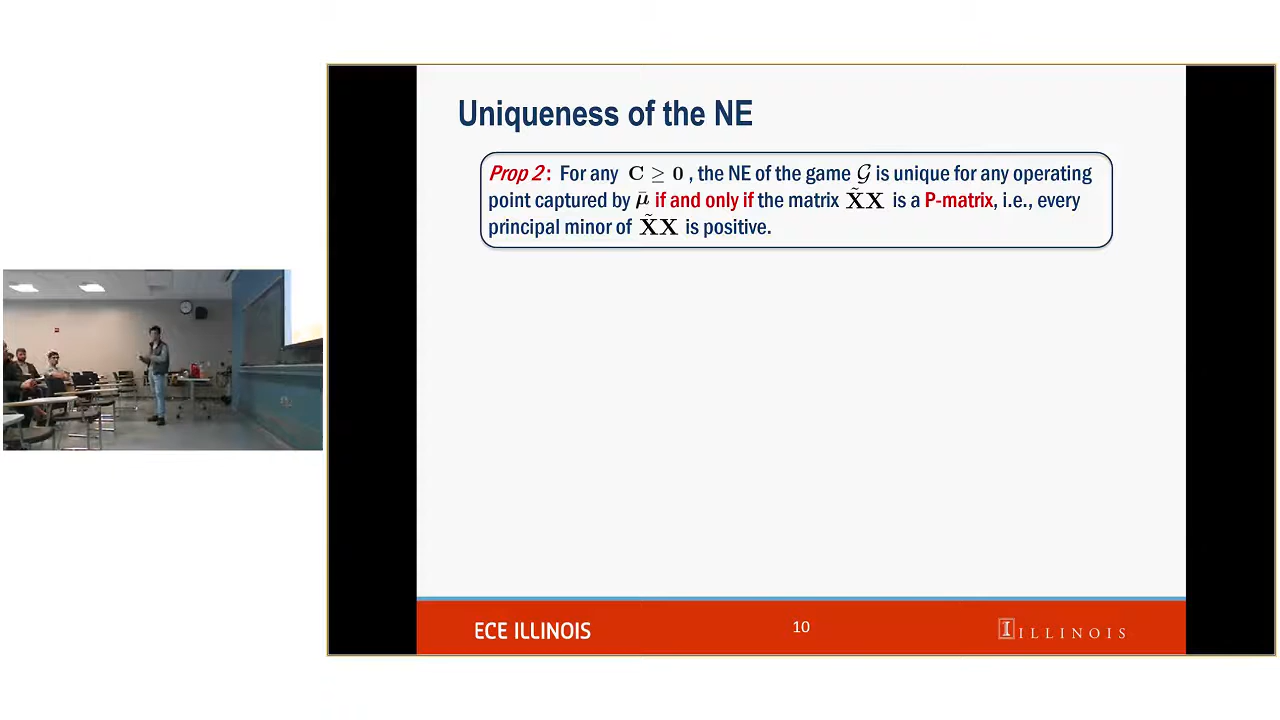 Uniqueness of the NE
Prop 2 : For any C ≥ 0 , the NE of the game 𝒢 is unique for any operating
point captured by μ̄ if and only if the matrix X̃X is a P-matrix, i.e., every
principal minor of X̃X is positive.
ECE ILLINOIS
10
I ILLINOIS